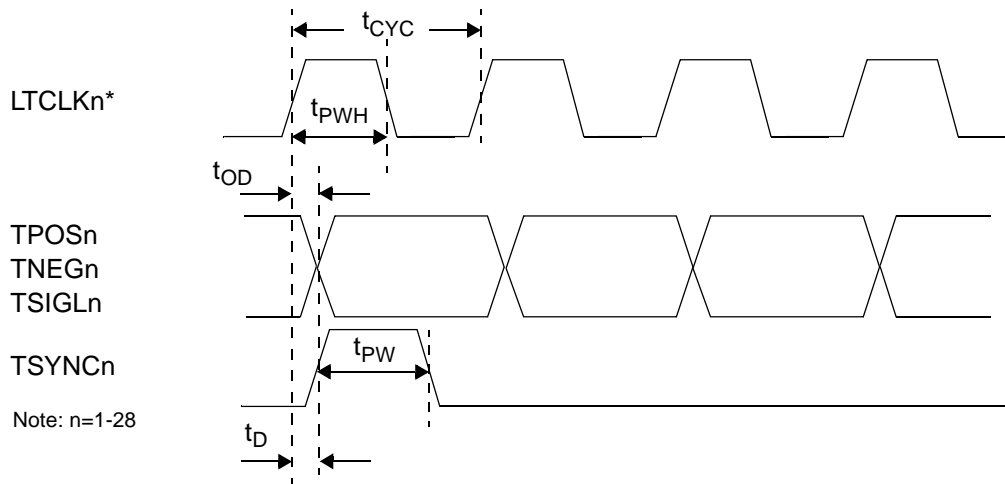 tCYC
LTCLKn*
tPWH
tOD
TPOSn
TNEGn
TSIGLn
TSYNCn
tPW
Note: n=1-28
tD